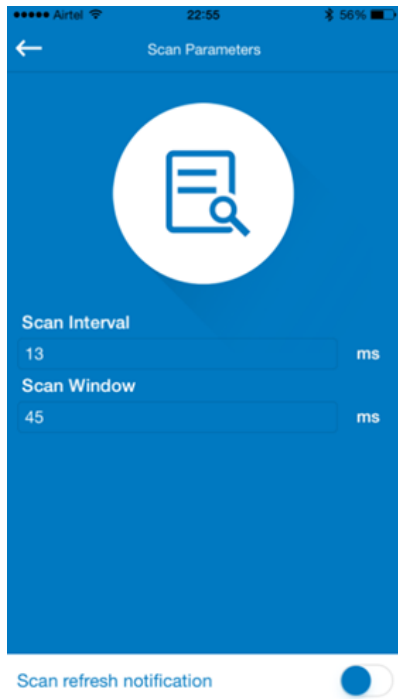 Airtel 22:55 56%
Scan Parameters
Scan Interval
13 ms
Scan Window
45 ms
Scan refresh notification